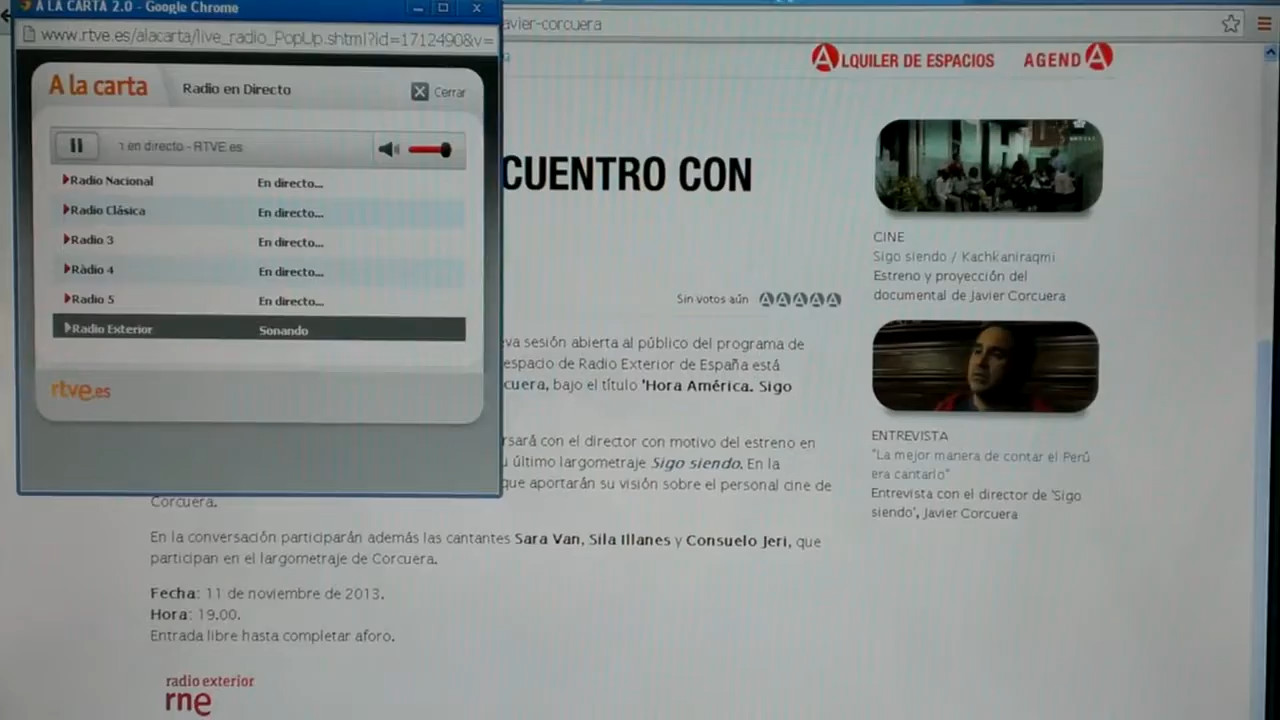 A LA CARTA 2.0 - Google Chrome
www.rtve.es/alacarta/live_radio_PopUp.shtml?id=1712490&v=
A la carta
Radio en Directo
Cerrar
en directo - RTVE.es
Radio Nacional En directo...
Radio Clásica En directo...
Radio 3 En directo...
Ràdio 4 En directo...
Radio 5 En directo...
Radio Exterior Sonando
rtve.es
avier-corcuera
ALQUILER DE ESPACIOS
AGENDA
CUENTRO CON
Sin votos aún AAAAA
va sesión abierta al público del programa de
espacio de Radio Exterior de España está
cuera, bajo el título 'Hora América. Sigo
rsará con el director con motivo del estreno en
u último largometraje Sigo siendo. En la
que aportarán su visión sobre el personal cine de
Corcuera.
En la conversación participarán además las cantantes Sara Van, Sila Illanes y Consuelo Jeri, que
participan en el largometraje de Corcuera.
Fecha: 11 de noviembre de 2013.
Hora: 19.00.
Entrada libre hasta completar aforo.
radio exterior
rne
CINE
Sigo siendo / Kachkaniraqmi
Estreno y proyección del
documental de Javier Corcuera
ENTREVISTA
"La mejor manera de contar el Perú
era cantarlo"
Entrevista con el director de 'Sigo
siendo', Javier Corcuera